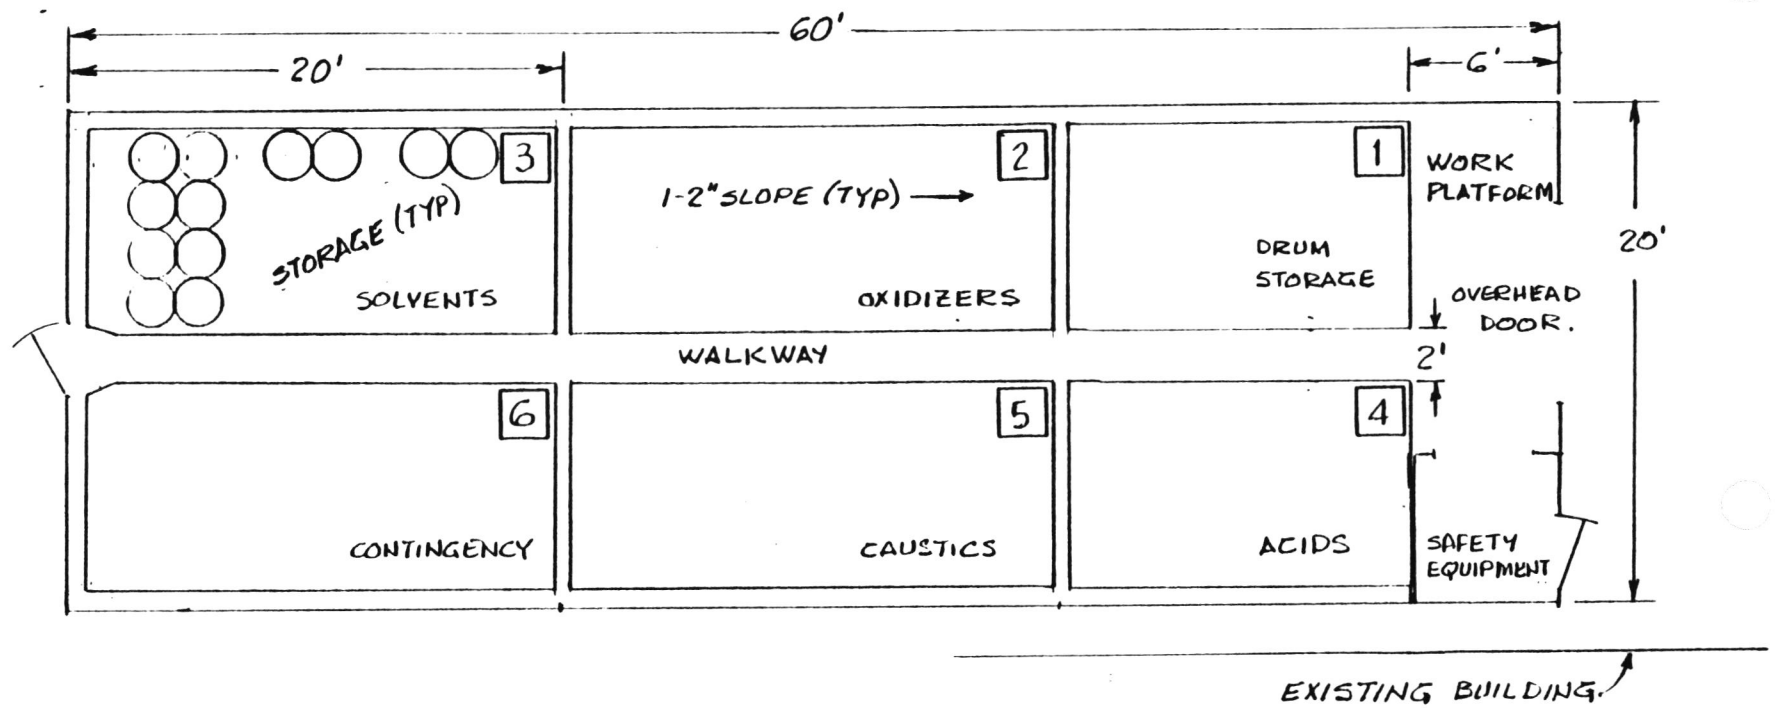 60'
20'
6'
3
2
1
WORK
PLATFORM
1-2" SLOPE (TYP)
STORAGE (TYP)
20'
DRUM
STORAGE
SOLVENTS
OXIDIZERS
OVERHEAD
DOOR.
WALKWAY
2'
6
5
4
CONTINGENCY
CAUSTICS
ACIDS
SAFETY
EQUIPMENT
EXISTING BUILDING.